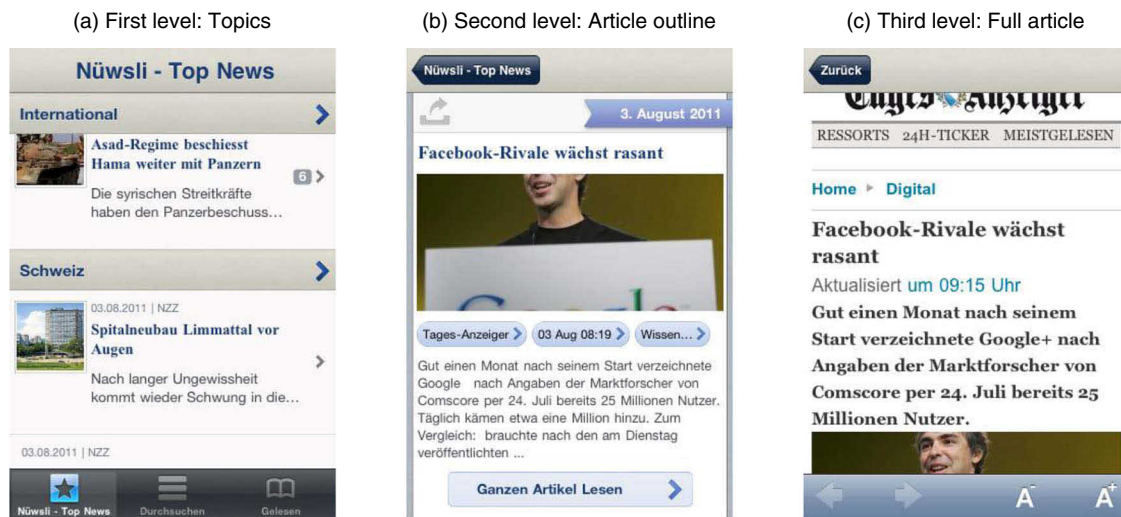 (a) First level: Topics
Nüwsli - Top News
International
Asad-Regime beschiesst
Hama weiter mit Panzern
6
Die syrischen Streitkräfte
haben den Panzerbeschuss...
Schweiz
03.08.2011 | NZZ
Spitalneubau Limmattal vor
Augen
Nach langer Ungewissheit
kommt wieder Schwung in die...
03.08.2011 | NZZ
Nüwsli - Top News Durchsuchen Gelesen
(b) Second level: Article outline
Nüwsli - Top News
3. August 2011
Facebook-Rivale wächst rasant
Google
Tages-Anzeiger 03 Aug 08:19 Wissen...
Gut einen Monat nach seinem Start verzeichnete
Google nach Angaben der Marktforscher von
Comscore per 24. Juli bereits 25 Millionen Nutzer.
Täglich kämen etwa eine Million hinzu. Zum
Vergleich: brauchte nach den am Dienstag
veröffentlichten ...
Ganzen Artikel Lesen
(c) Third level: Full article
Zurück
Tages Anzeiger
RESSORTS 24H-TICKER MEISTGELESEN
Home Digital
Facebook-Rivale wächst
rasant
Aktualisiert um 09:15 Uhr
Gut einen Monat nach seinem
Start verzeichnete Google+ nach
Angaben der Marktforscher von
Comscore per 24. Juli bereits 25
Millionen Nutzer.
A- A+